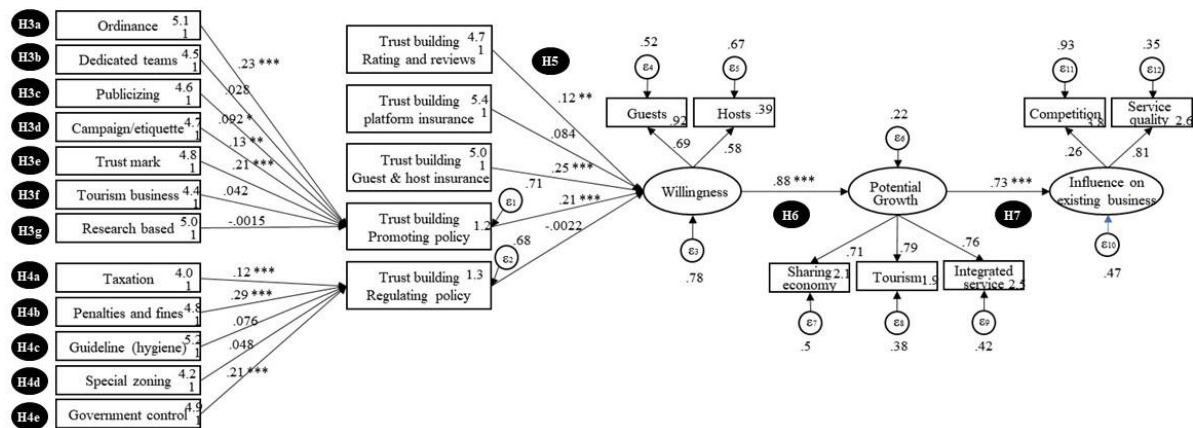 H3a
Ordinance 5.1
1
H3b
Dedicated teams 4.5
1
H3c
Publicizing 4.6
1
H3d
Campaign/etiquette 4.7
1
H3e
Trust mark 4.8
1
H3f
Tourism business 4.4
1
H3g
Research based 5.0
1
H4a
Taxation 4.0
1
H4b
Penalties and fines 4.8
1
H4c
Guideline (hygiene) 5.2
1
H4d
Special zoning 4.2
1
H4e
Government control 4.9
1
.23 ***
.028
.092 *
.13 **
.21 ***
.042
-.0015
.12 ***
.29 ***
.076
.048
.21 ***
Trust building 4.7
Rating and reviews 1
Trust building 5.4
platform insurance 1
Trust building 5.0
Guest & host insurance 1
Trust building
Promoting policy 1.2
Trust building 1.3
Regulating policy
ε1
.71
ε2
.68
H5
.12 **
.084
.25 ***
.21 ***
-.0022
.52
ε4
Guests
.92
.69
.67
ε5
Hosts .39
.58
Willingness
ε3
.78
.88 ***
H6
.22
ε6
Potential
Growth
.71
.79
.76
Sharing
economy 2.1
Tourism 1.9
Integrated
service 2.5
ε7
.5
ε8
.38
ε9
.42
.73 ***
H7
.93
ε11
Competition
3.8
.26
.35
ε12
Service
quality 2.6
.81
Influence on
existing business
ε10
.47